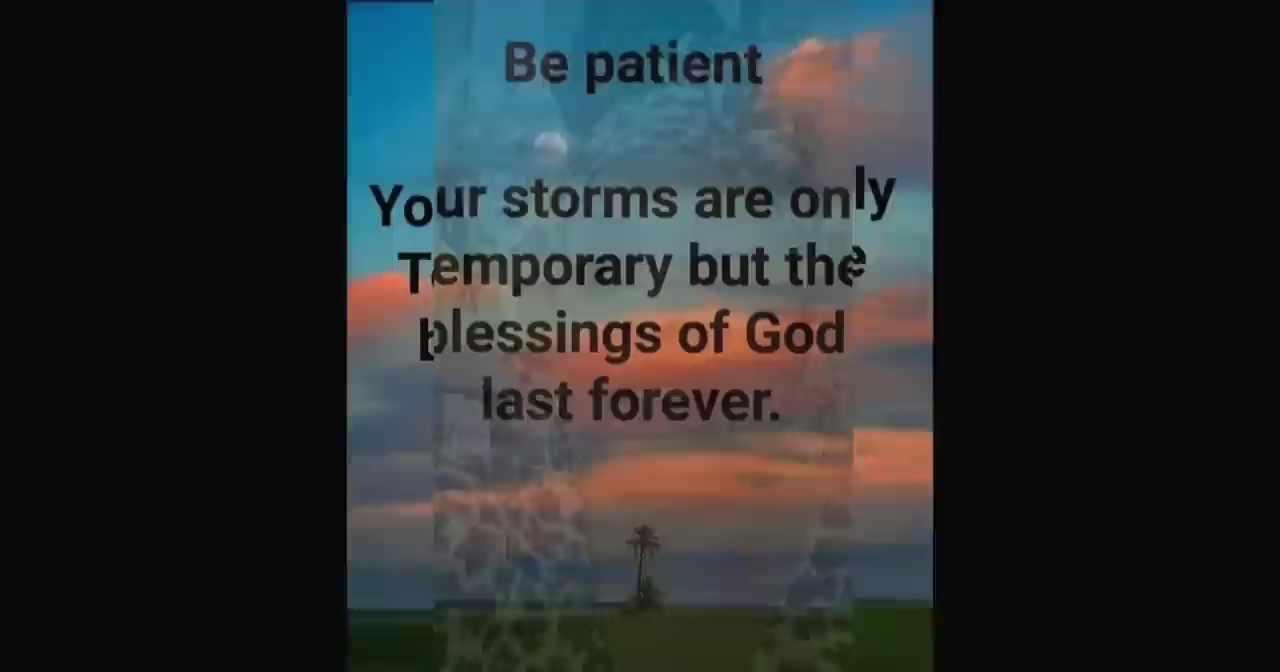 Be patient
Your storms are only
Temporary but the
blessings of God
last forever.